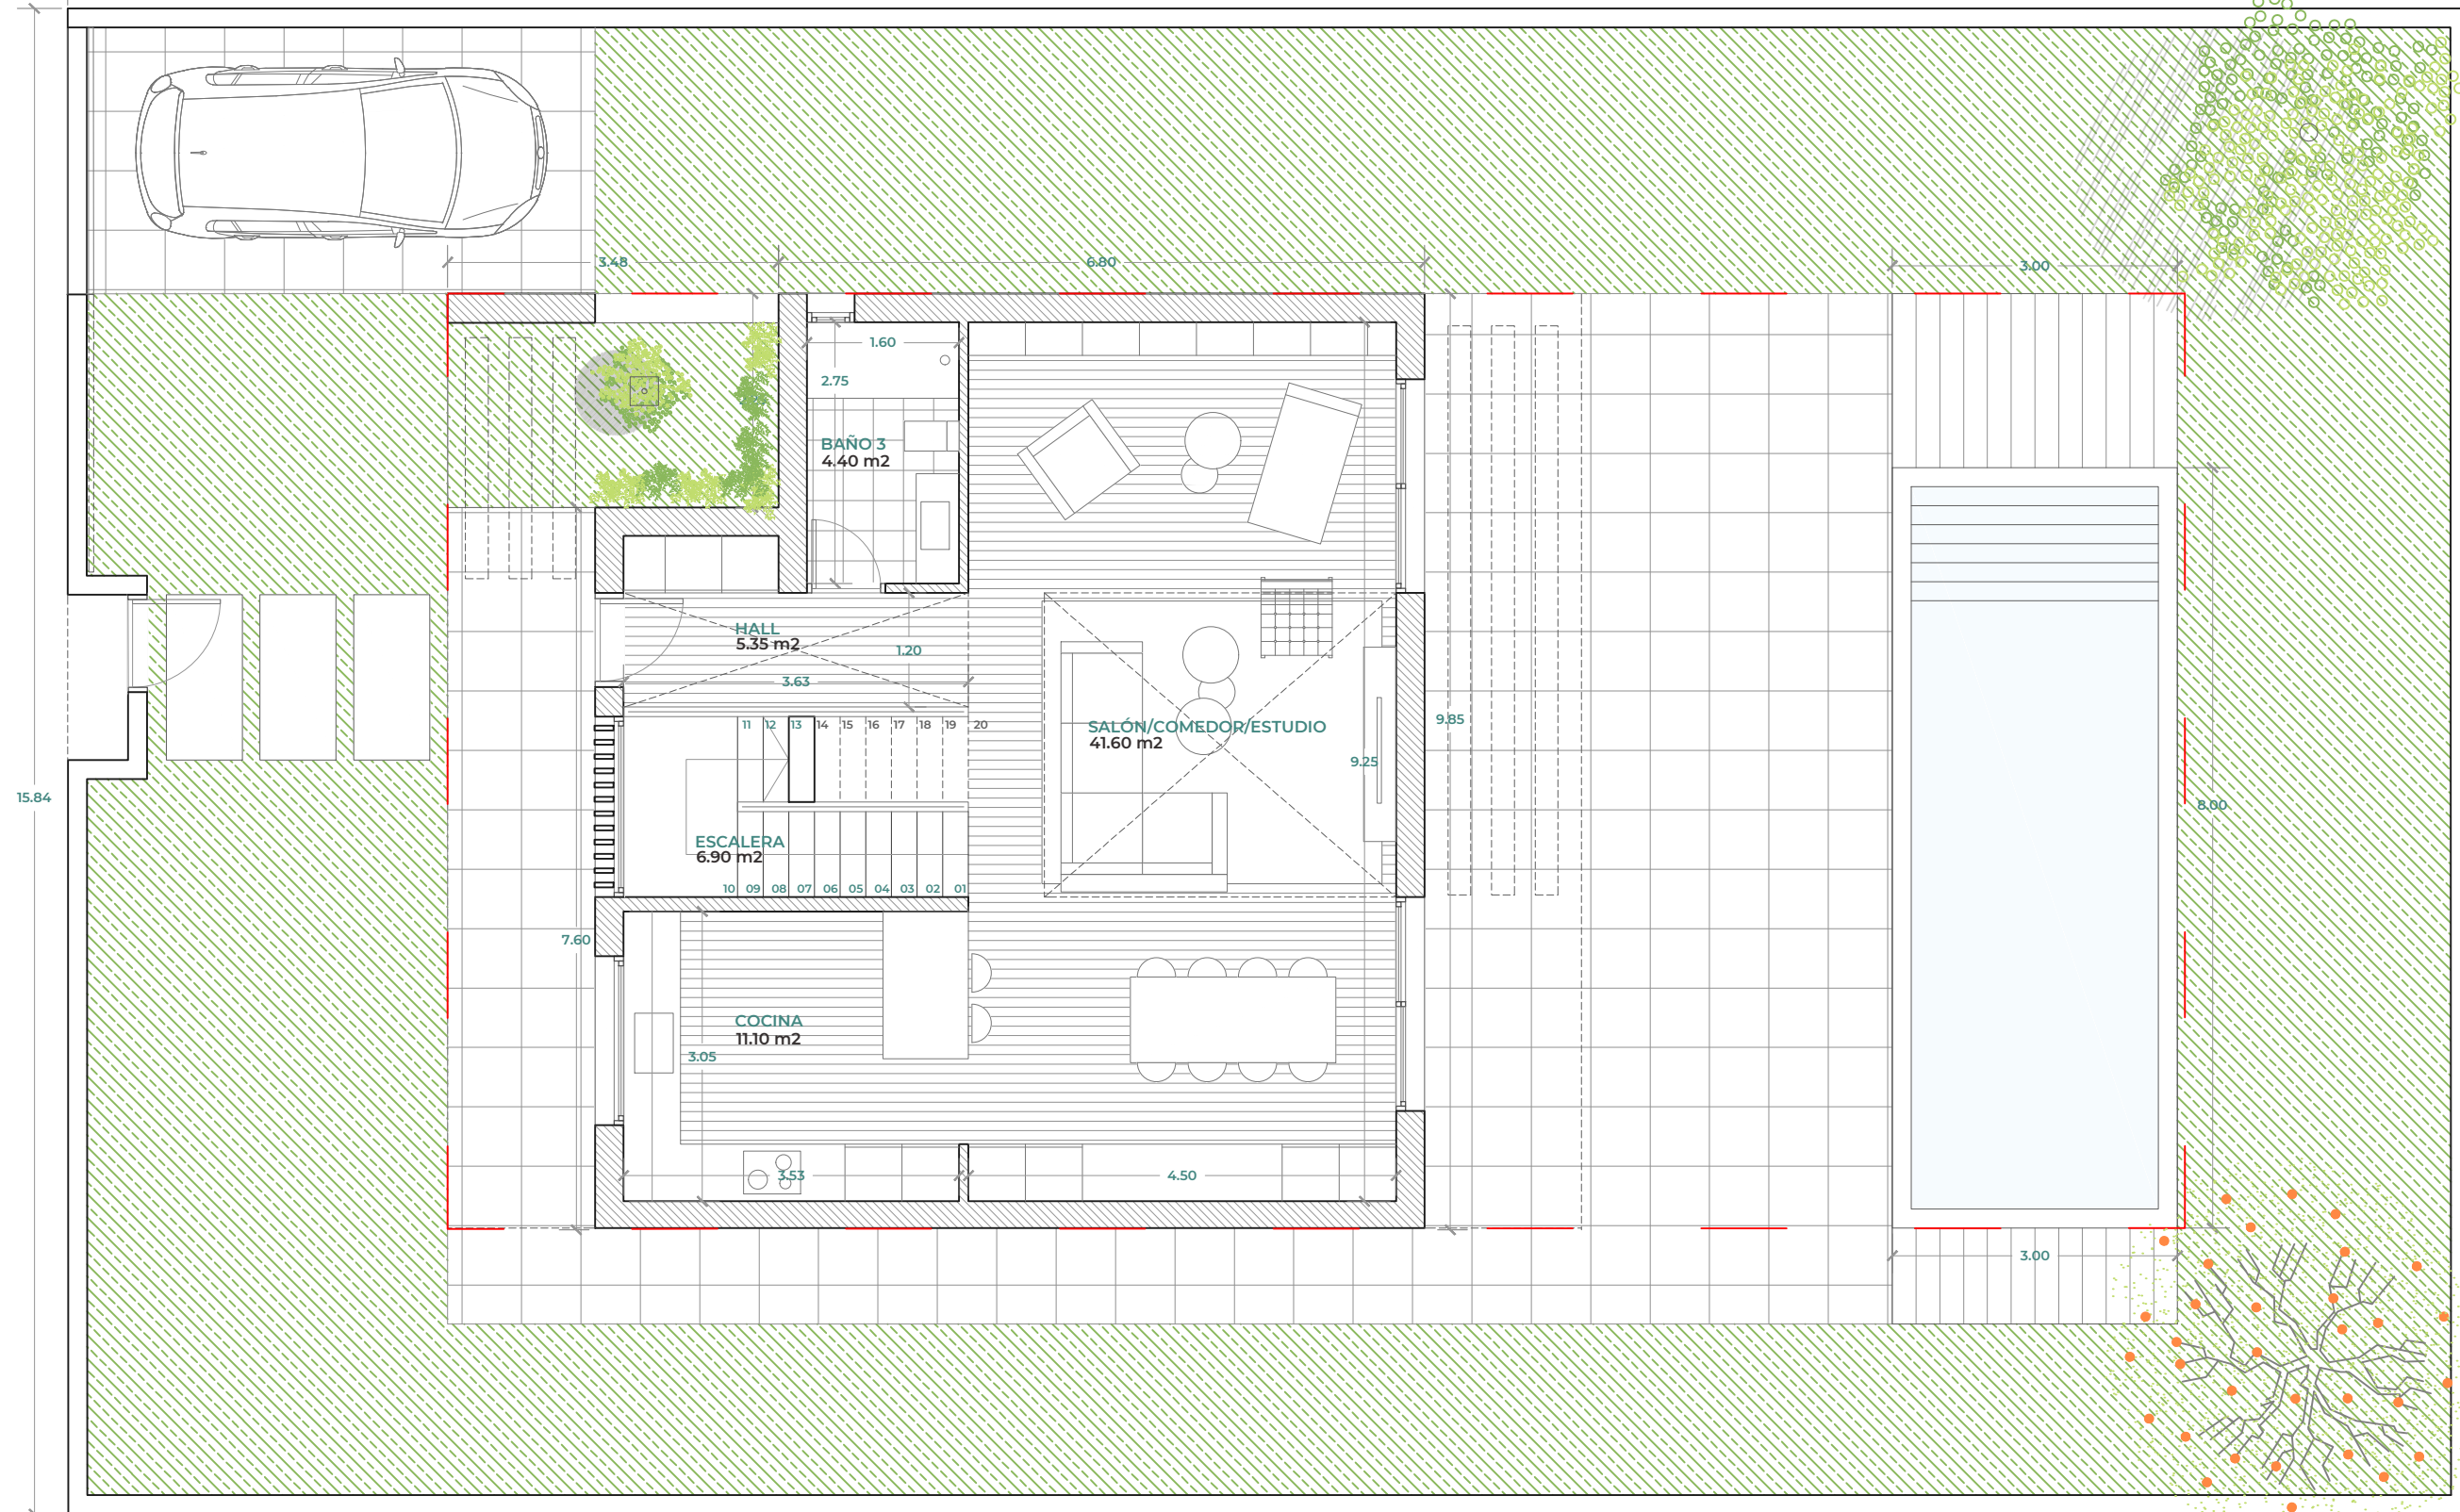 3.48
6.80
3.00
1.60
2.75
BAÑO 3
4.40 m2
HALL
5.35 m2
1.20
3.63
11 12 13 14 15 16 17 18 19 20
SALÓN/COMEDOR/ESTUDIO
41.60 m2
9.85
9.25
15.84
8.00
ESCALERA
6.90 m2
10 09 08 07 06 05 04 03 02 01
7.60
COCINA
11.10 m2
3.05
3.53
4.50
3.00